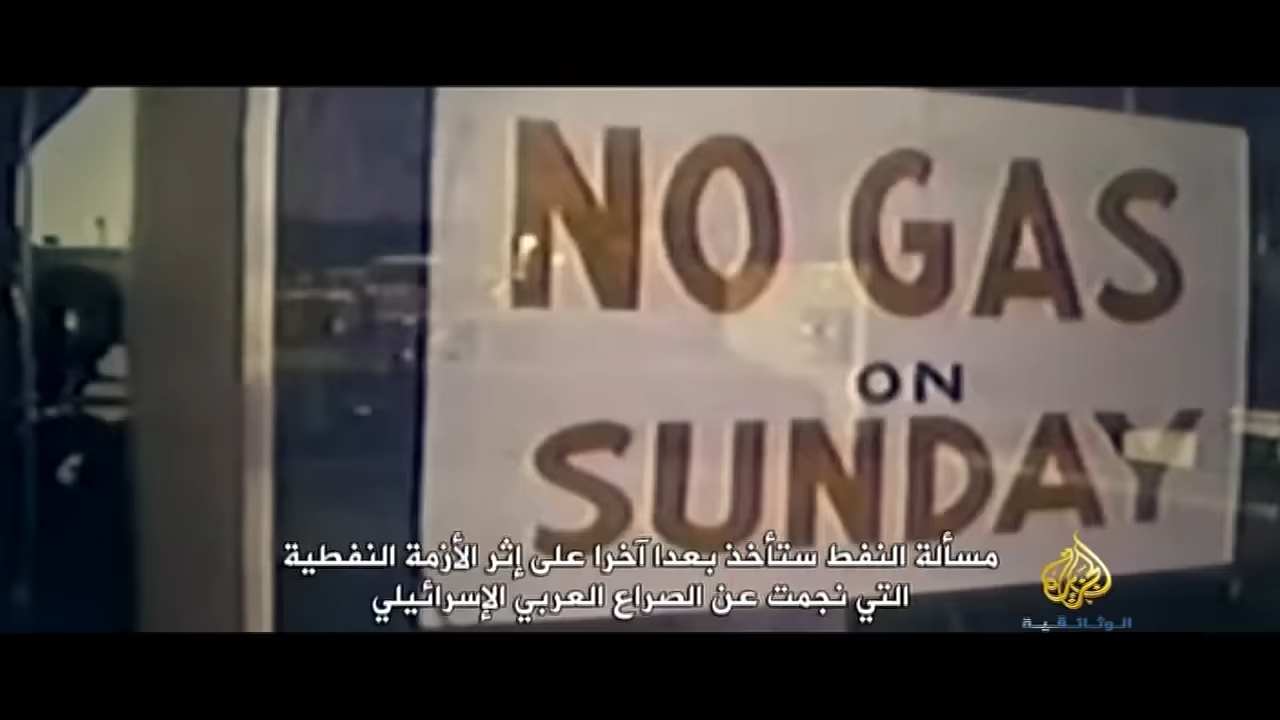 NO GAS
ON
SUNDAY
مسألة النفط ستأخذ بعدا آخرا على إثر الأزمة النفطية
التي نجمت عن الصراع العربي الإسرائيلي
الجزيرة
الوثائقية